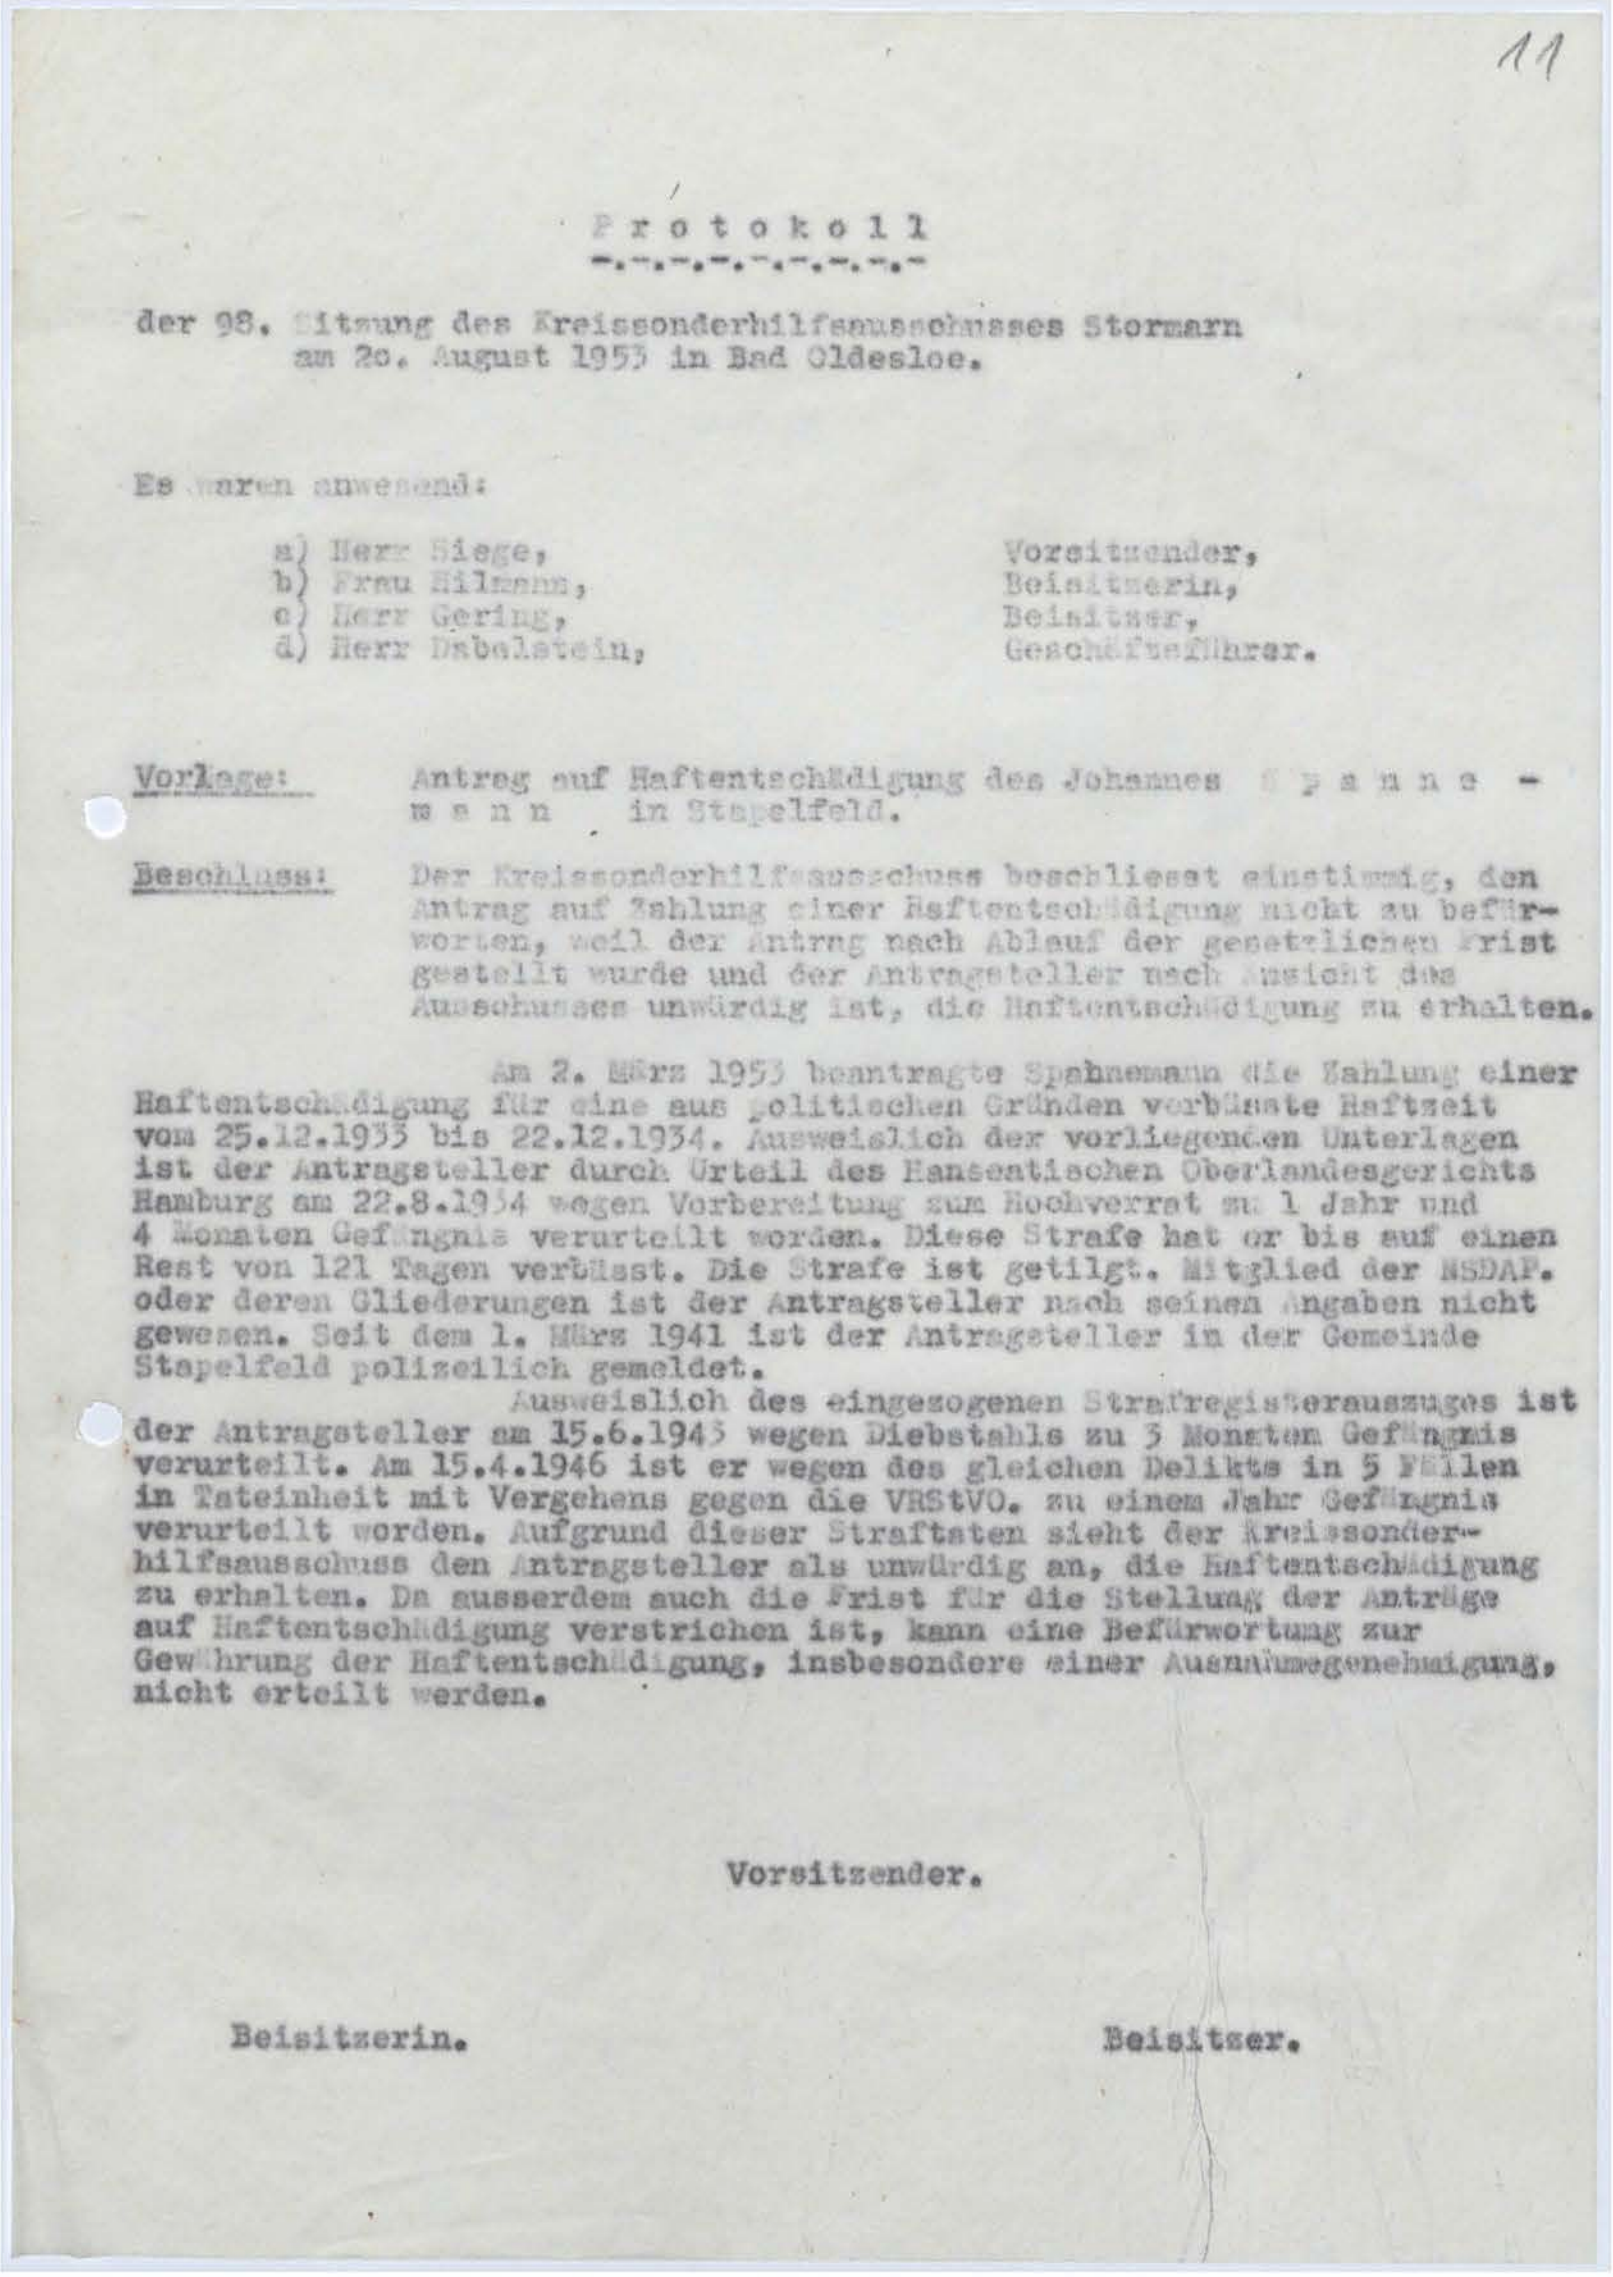 11
P r o t o k o l l
-.-.-.-.-.-.-.-.-
der 98. Sitzung des Kreissonderhilfsausschusses Stormarn
am 20. August 1953 in Bad Oldesloe.
Es waren anwesend:
a) Herr Siege, Vorsitzender,
b) Frau Hilmann, Beisitzerin,
c) Herr Gering, Beisitzer,
d) Herr Dabelstein, Geschäftsführer.
Vorlage: Antrag auf Haftentschädigung des Johannes S p a n n e -
m a n n in Stapelfeld.
Beschluss: Der Kreissonderhilfsausschuss beschliesst einstimmig, den
Antrag auf Zahlung einer Haftentschädigung nicht zu befür-
worten, weil der Antrag nach Ablauf der gesetzlichen Frist
gestellt wurde und der Antragsteller nach Ansicht des
Ausschusses unwürdig ist, die Haftentschädigung zu erhalten.
Am 2. März 1953 beantragte Spahnemann die Zahlung einer
Haftentschädigung für eine aus politischen Gründen verbüsste Haftzeit
vom 25.12.1933 bis 22.12.1934. Ausweislich der vorliegenden Unterlagen
ist der Antragsteller durch Urteil des Hanseatischen Oberlandesgerichts
Hamburg am 22.8.1934 wegen Vorbereitung zum Hochverrat zu 1 Jahr und
4 Monaten Gefängnis verurteilt worden. Diese Strafe hat er bis auf einen
Rest von 121 Tagen verbüsst. Die Strafe ist getilgt. Mitglied der NSDAP.
oder deren Gliederungen ist der Antragsteller nach seinen Angaben nicht
gewesen. Seit dem 1. März 1941 ist der Antragsteller in der Gemeinde
Stapelfeld polizeilich gemeldet.
Ausweislich des eingezogenen Strafregisterauszuges ist
der Antragsteller am 15.6.1943 wegen Diebstahls zu 3 Monaten Gefängnis
verurteilt. Am 15.4.1946 ist er wegen des gleichen Delikts in 5 Fällen
in Tateinheit mit Vergehens gegen die VRStVO. zu einem Jahr Gefängnis
verurteilt worden. Aufgrund dieser Straftaten sieht der Kreissonder-
hilfsausschuss den Antragsteller als unwürdig an, die Haftentschädigung
zu erhalten. Da ausserdem auch die Frist für die Stellung der Anträge
auf Haftentschädigung verstrichen ist, kann eine Befürwortung zur
Gewährung der Haftentschädigung, insbesondere einer Ausnahmegenehmigung,
nicht erteilt werden.
Vorsitzender.
Beisitzerin. Beisitzer.